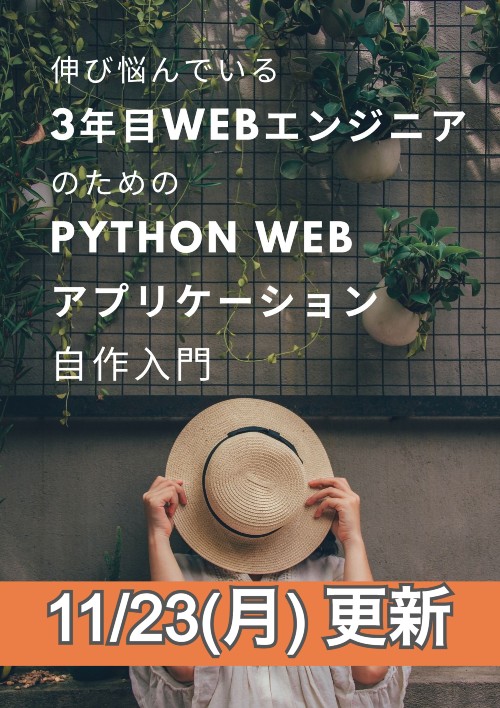 伸び悩んでいる
3年目WEBエンジニア
のための
PYTHON WEB
アプリケーション
自作入門
11/23(月) 更新